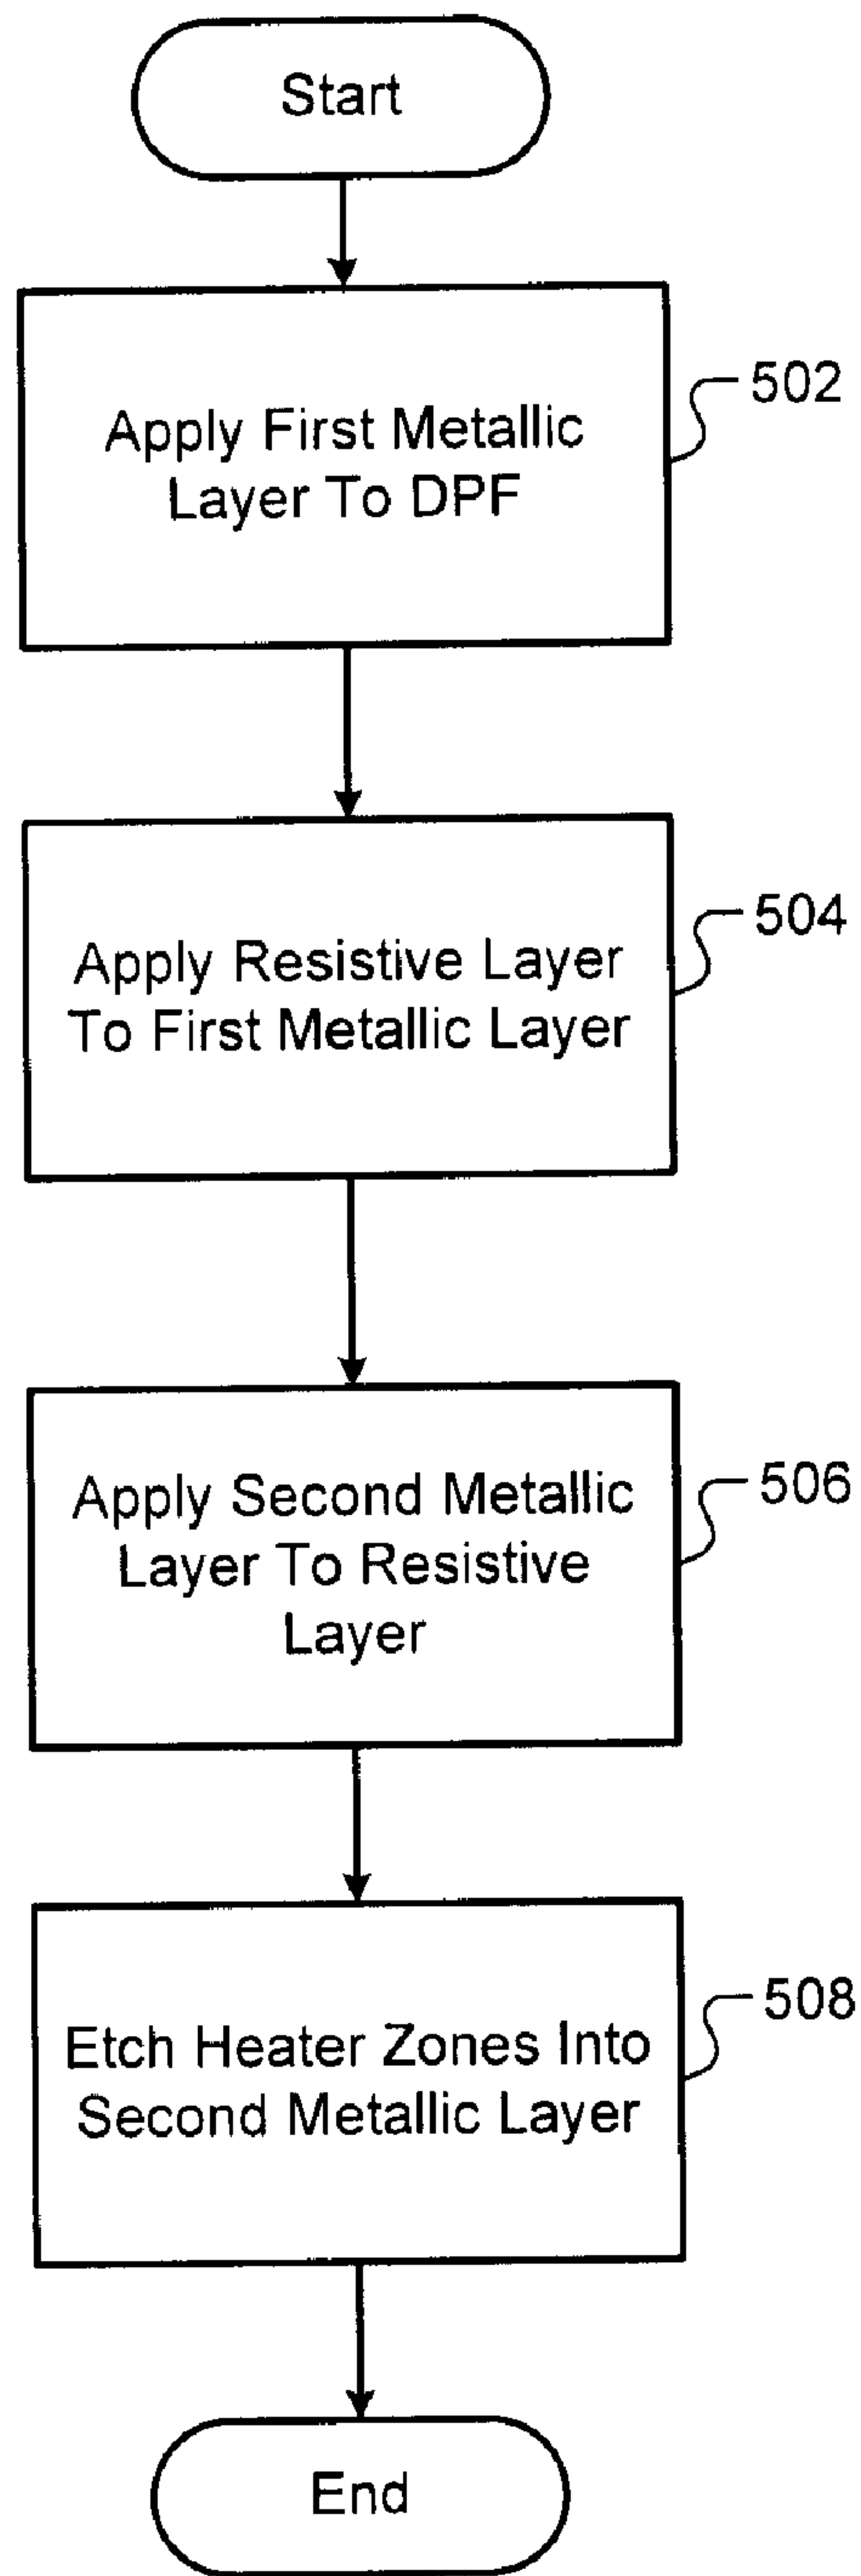 Start
Apply First Metallic
Layer To DPF
502
Apply Resistive Layer
To First Metallic Layer
504
Apply Second Metallic
Layer To Resistive
Layer
506
Etch Heater Zones Into
Second Metallic Layer
508
End